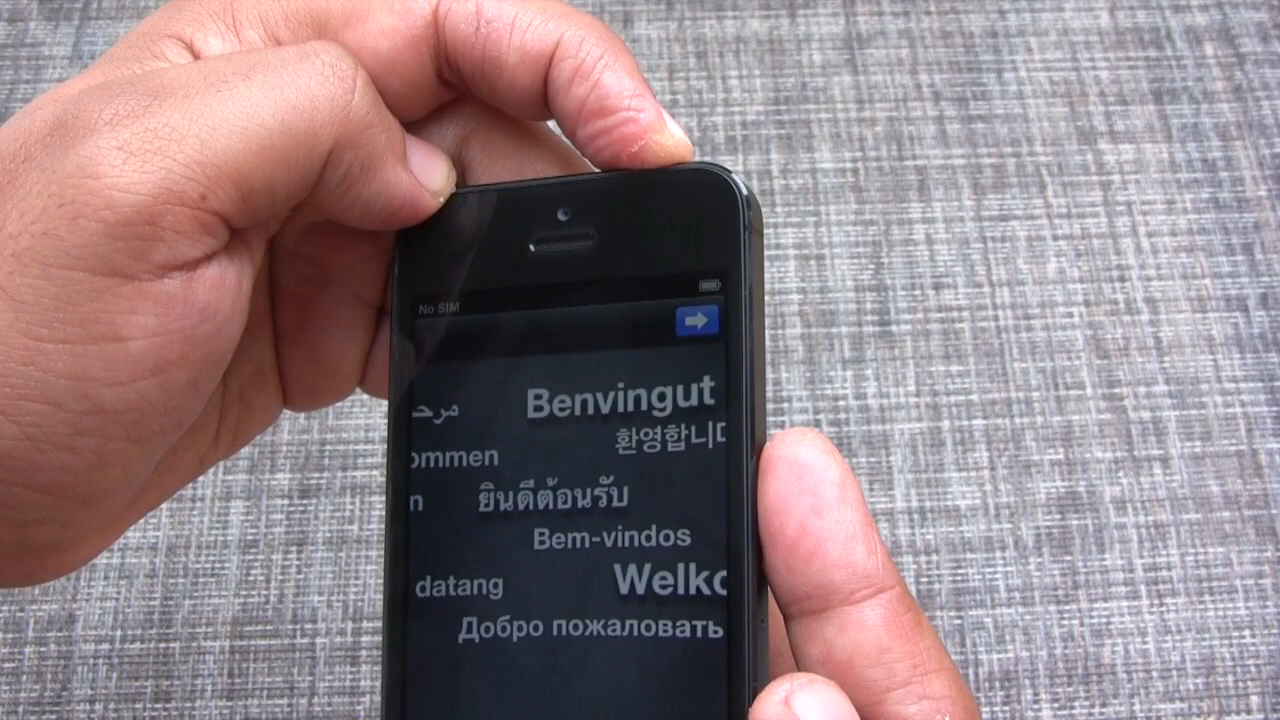 No SIM
مرحـ Benvingut
환영합니다
ommen
n ยินดีต้อนรับ
Bem-vindos
datang Welko
Добро пожаловать